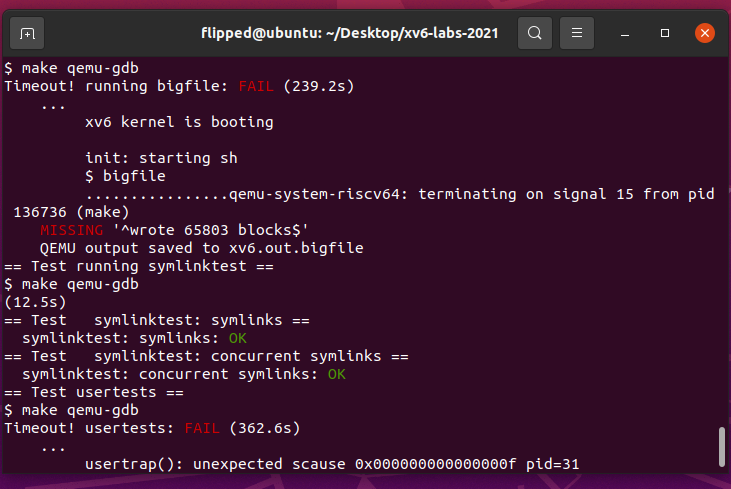 flipped@ubuntu: ~/Desktop/xv6-labs-2021
$ make qemu-gdb
Timeout! running bigfile: FAIL (239.2s)
...
xv6 kernel is booting
init: starting sh
$ bigfile
................qemu-system-riscv64: terminating on signal 15 from pid
136736 (make)
MISSING '^wrote 65803 blocks$'
QEMU output saved to xv6.out.bigfile
== Test running symlinktest ==
$ make qemu-gdb
(12.5s)
== Test   symlinktest: symlinks ==
symlinktest: symlinks: OK
== Test   symlinktest: concurrent symlinks ==
symlinktest: concurrent symlinks: OK
== Test usertests ==
$ make qemu-gdb
Timeout! usertests: FAIL (362.6s)
...
usertrap(): unexpected scause 0x000000000000000f pid=31